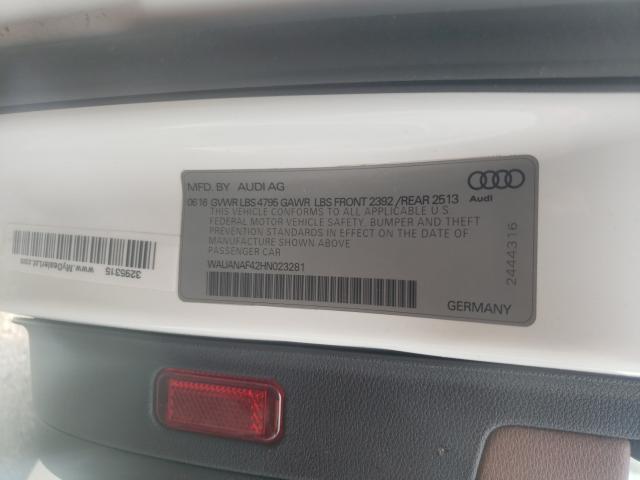 MFD. BY AUDI AG
06 16 GVWR LBS 4795 GAWR LBS FRONT 2392 /REAR 2513
THIS VEHICLE CONFORMS TO ALL APPLICABLE U S
FEDERAL MOTOR VEHICLE SAFETY, BUMPER, AND THEFT
PREVENTION STANDARDS IN EFFECT ON THE DATE OF
MANUFACTURE SHOWN ABOVE
PASSENGER CAR
WAUANAF42HN023281
Audi
2444316
GERMANY
3295315
www.MyDealerLot.com